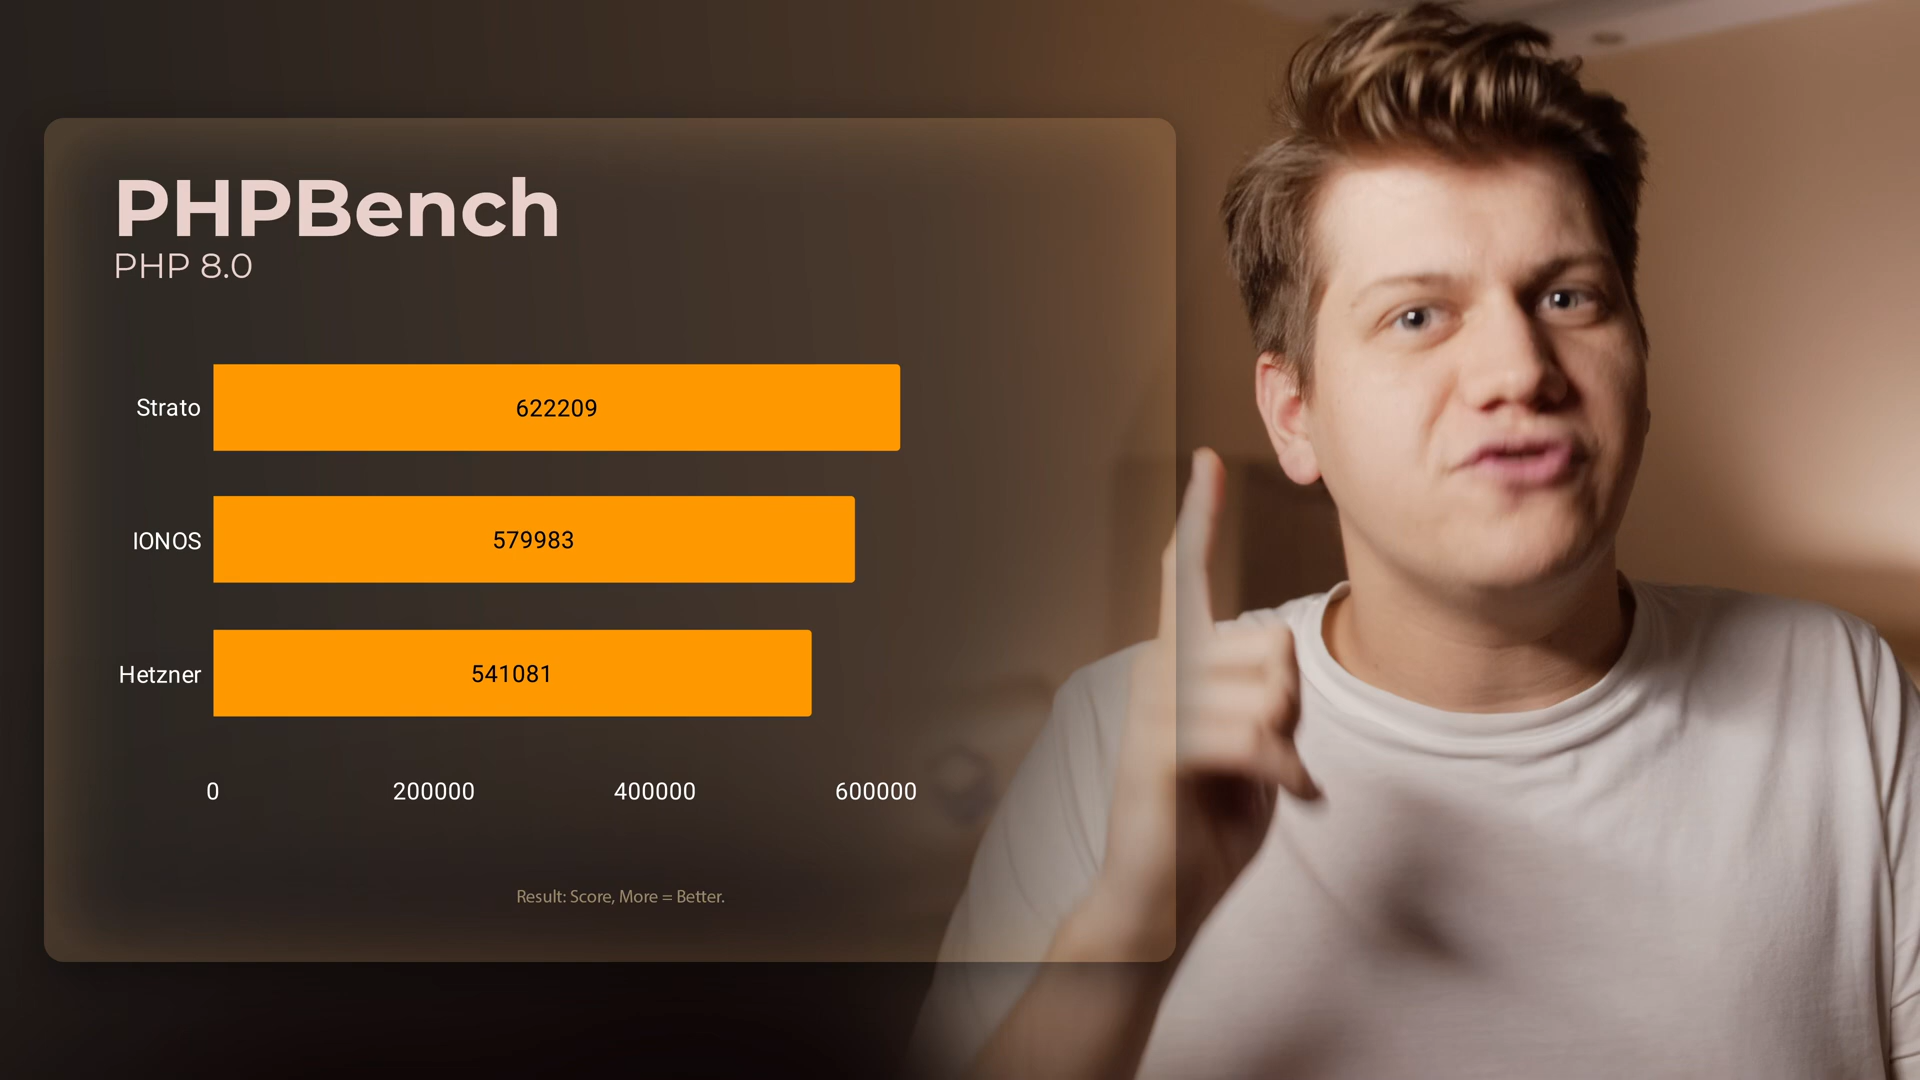 PHPBench
PHP 8.0
Strato 622209
IONOS 579983
Hetzner 541081
0 200000 400000 600000
Result: Score, More = Better.